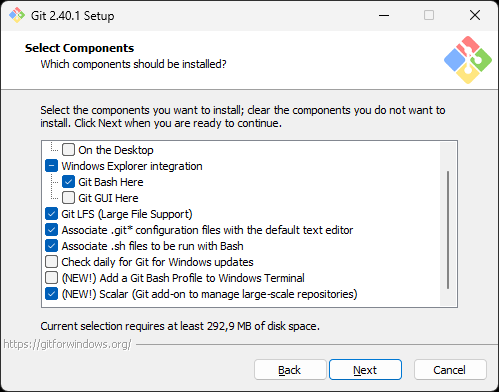 Git 2.40.1 Setup
Select Components
Which components should be installed?
Select the components you want to install; clear the components you do not want to
install. Click Next when you are ready to continue.
On the Desktop
Windows Explorer integration
Git Bash Here
Git GUI Here
Git LFS (Large File Support)
Associate .git* configuration files with the default text editor
Associate .sh files to be run with Bash
Check daily for Git for Windows updates
(NEW!) Add a Git Bash Profile to Windows Terminal
(NEW!) Scalar (Git add-on to manage large-scale repositories)
Current selection requires at least 292,9 MB of disk space.
https://gitforwindows.org/
Back
Next
Cancel